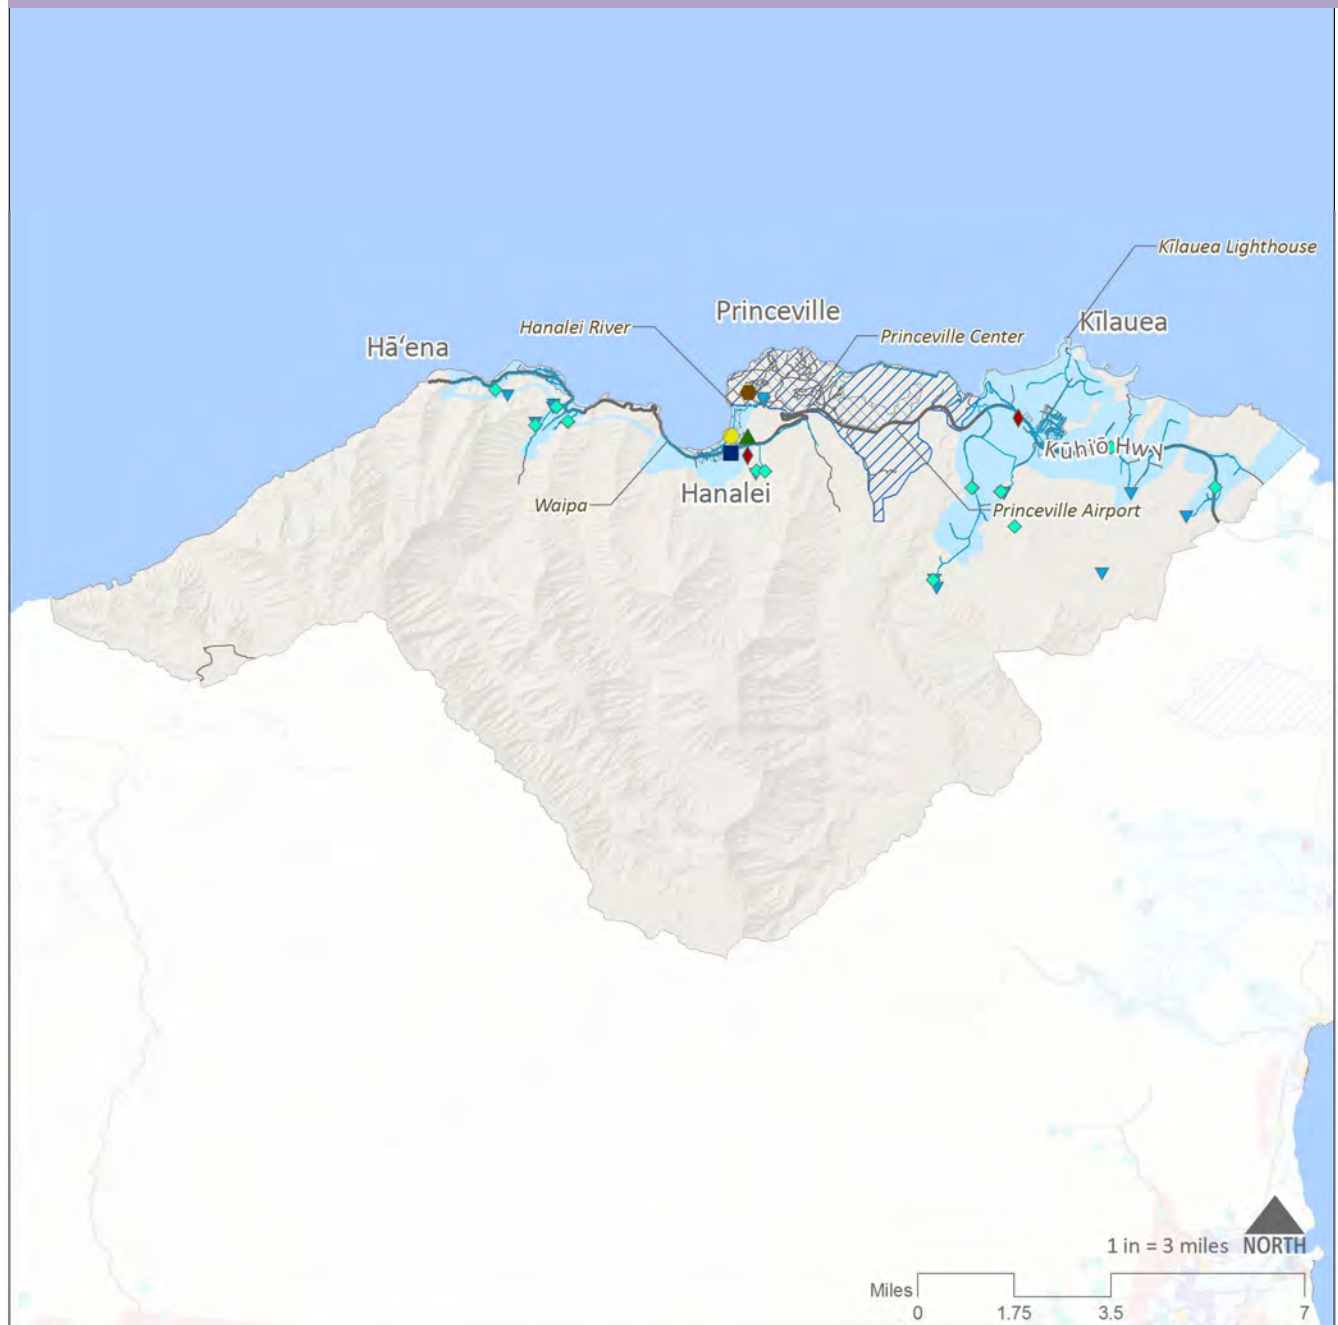 Kīlauea Lighthouse
Princeville
Kīlauea
Hanalei River
Princeville Center
Hā‘ena
Kūhiō Hwy
Hanalei
Waipa
Princeville Airport
1 in = 3 miles
NORTH
Miles
0 1.75 3.5 7